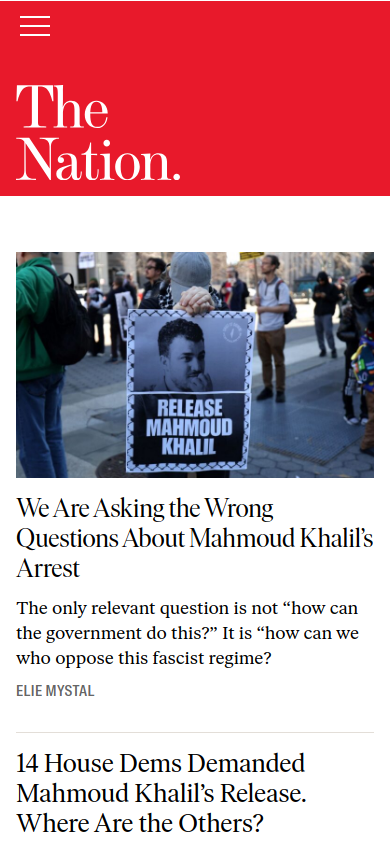 The
Nation.
RELEASE
MAHMOUD
KHALIL
We Are Asking the Wrong
Questions About Mahmoud Khalil’s
Arrest
The only relevant question is not “how can
the government do this?” It is “how can we
who oppose this fascist regime?
ELIE MYSTAL
14 House Dems Demanded
Mahmoud Khalil’s Release.
Where Are the Others?